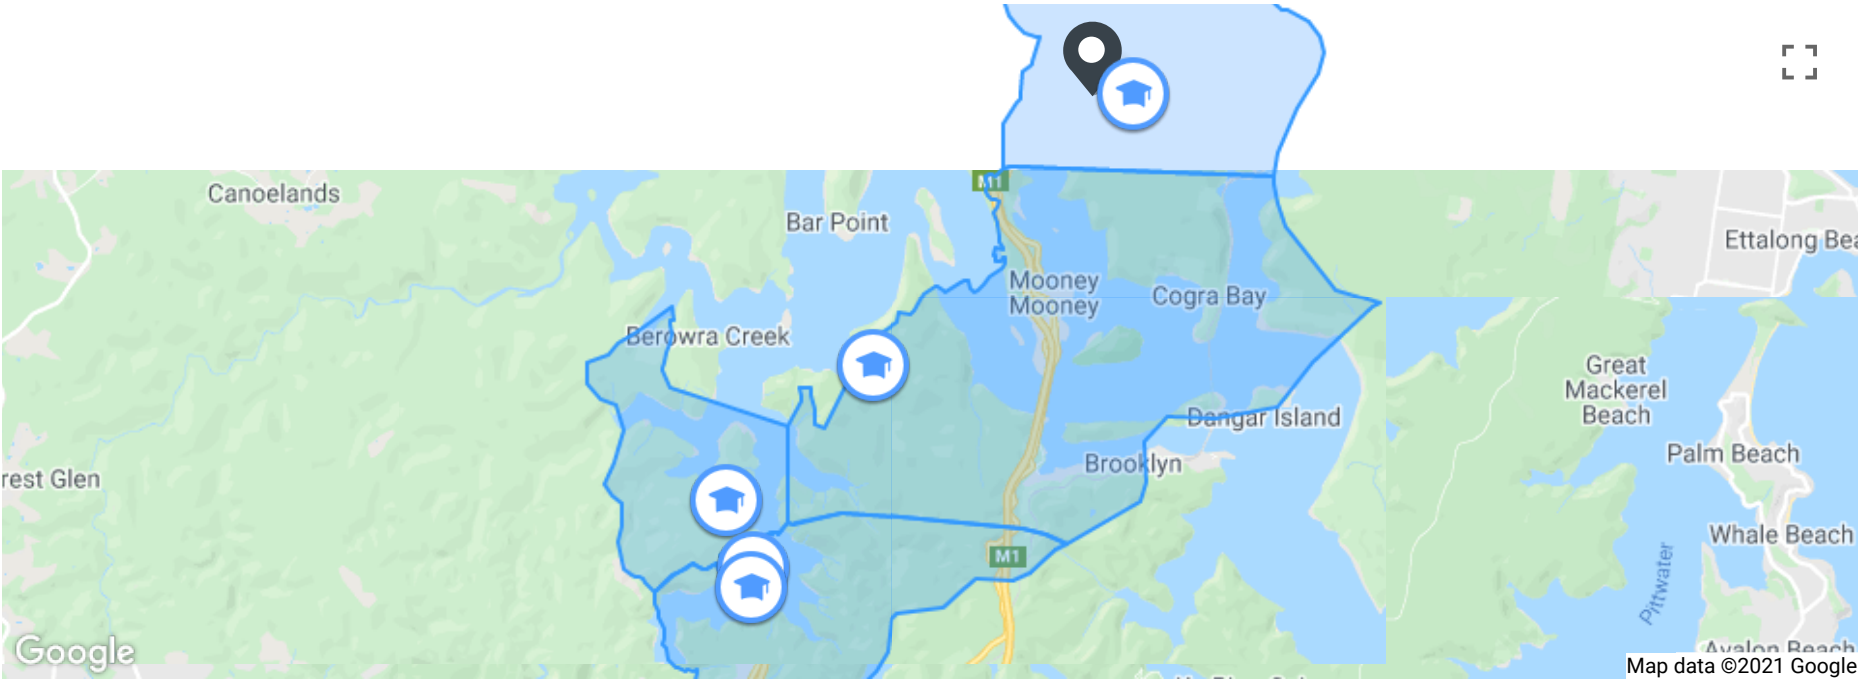 M1
Canoelands
Bar Point
Ettalong Bea
Mooney
Mooney
Cogra Bay
Berowra Creek
Great
Mackerel
Beach
Dangar Island
Palm Beach
Brooklyn
rest Glen
Whale Beach
M1
Pittwater
Avalon Beach
Google
Map data ©2021 Google